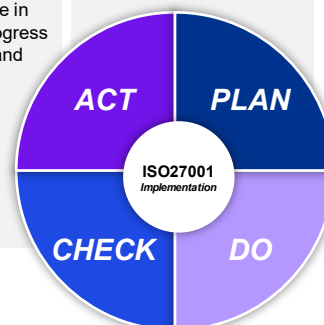 e in
ogress
and
ACT
PLAN
ISO27001
Implementation
CHECK
DO